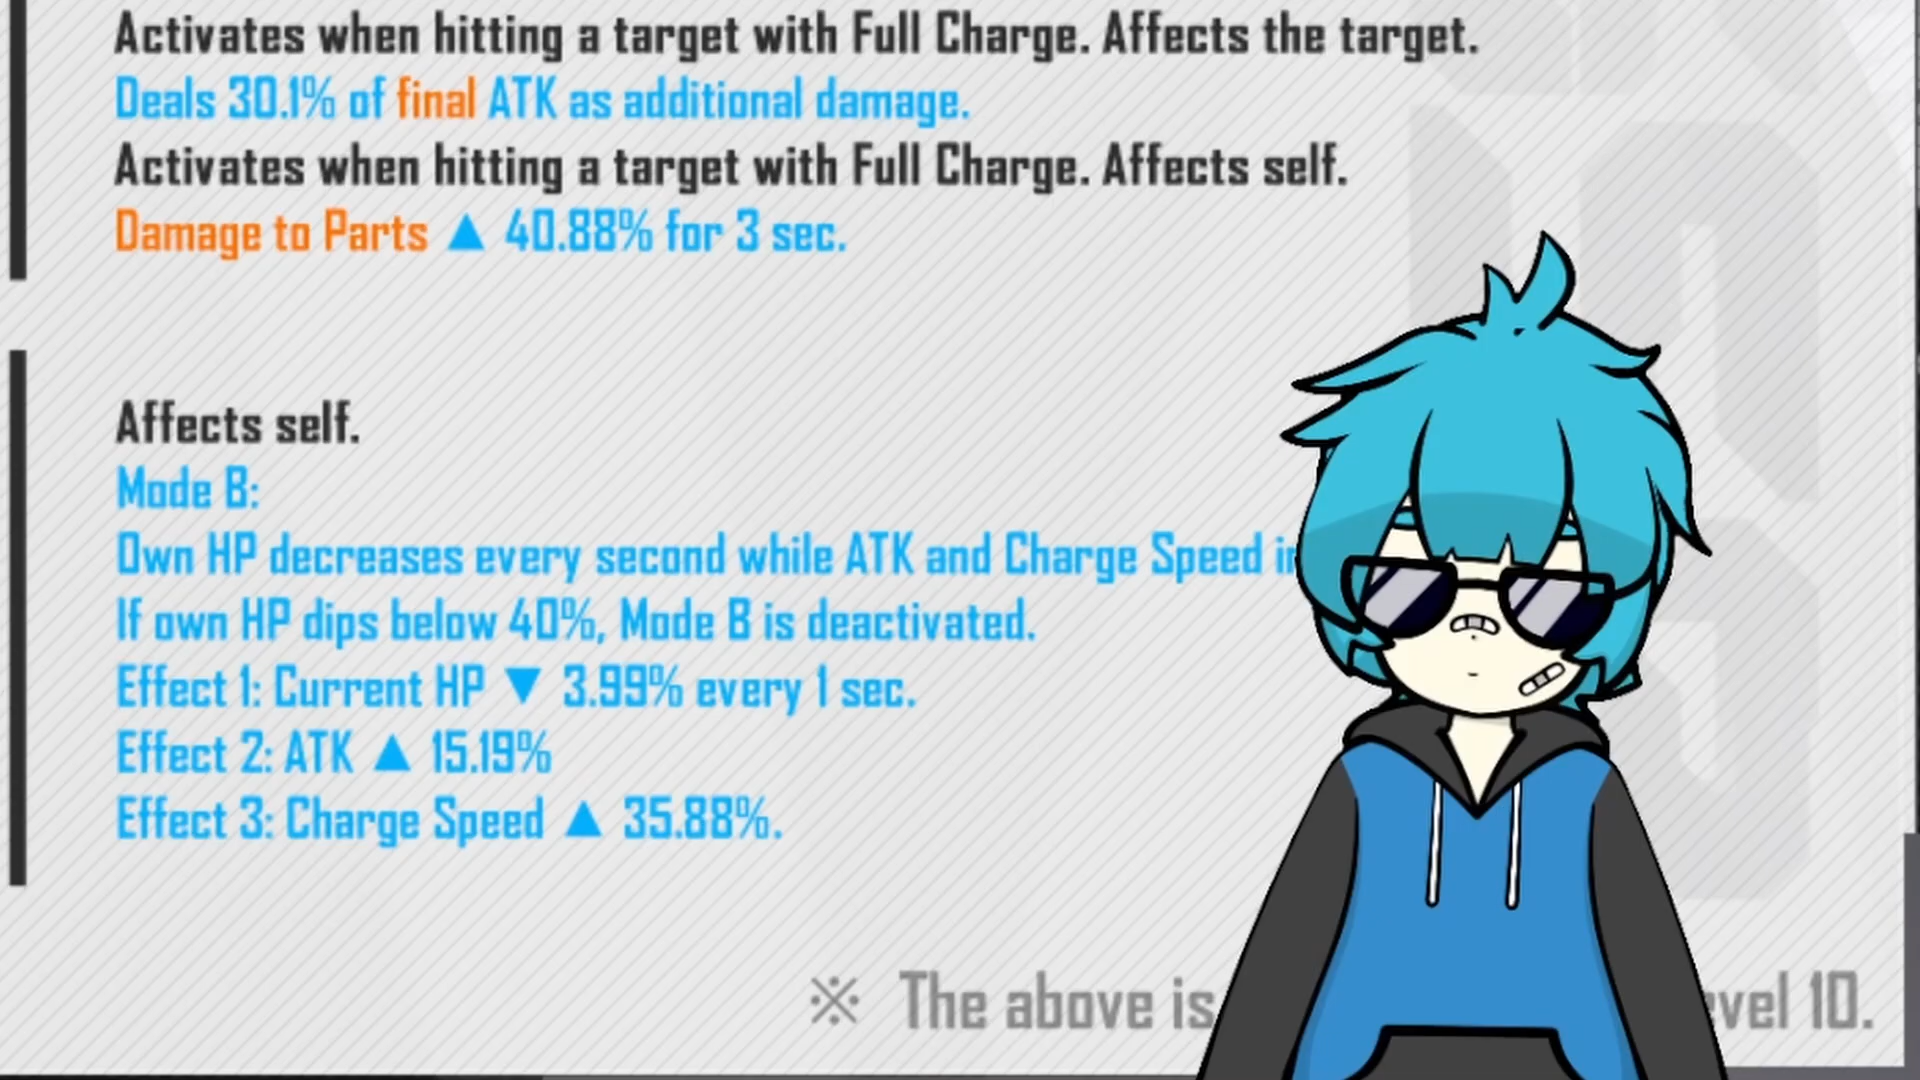 Activates when hitting a target with Full Charge. Affects the target.
Deals 30.1% of final ATK as additional damage.
Activates when hitting a target with Full Charge. Affects self.
Damage to Parts ▲ 40.88% for 3 sec.
Affects self.
Mode B:
Own HP decreases every second while ATK and Charge Speed
If own HP dips below 40%, Mode B is deactivated.
Effect 1: Current HP ▼ 3.99% every 1 sec.
Effect 2: ATK ▲ 15.19%
Effect 3: Charge Speed ▲ 35.88%.
※ The above is evel 10.